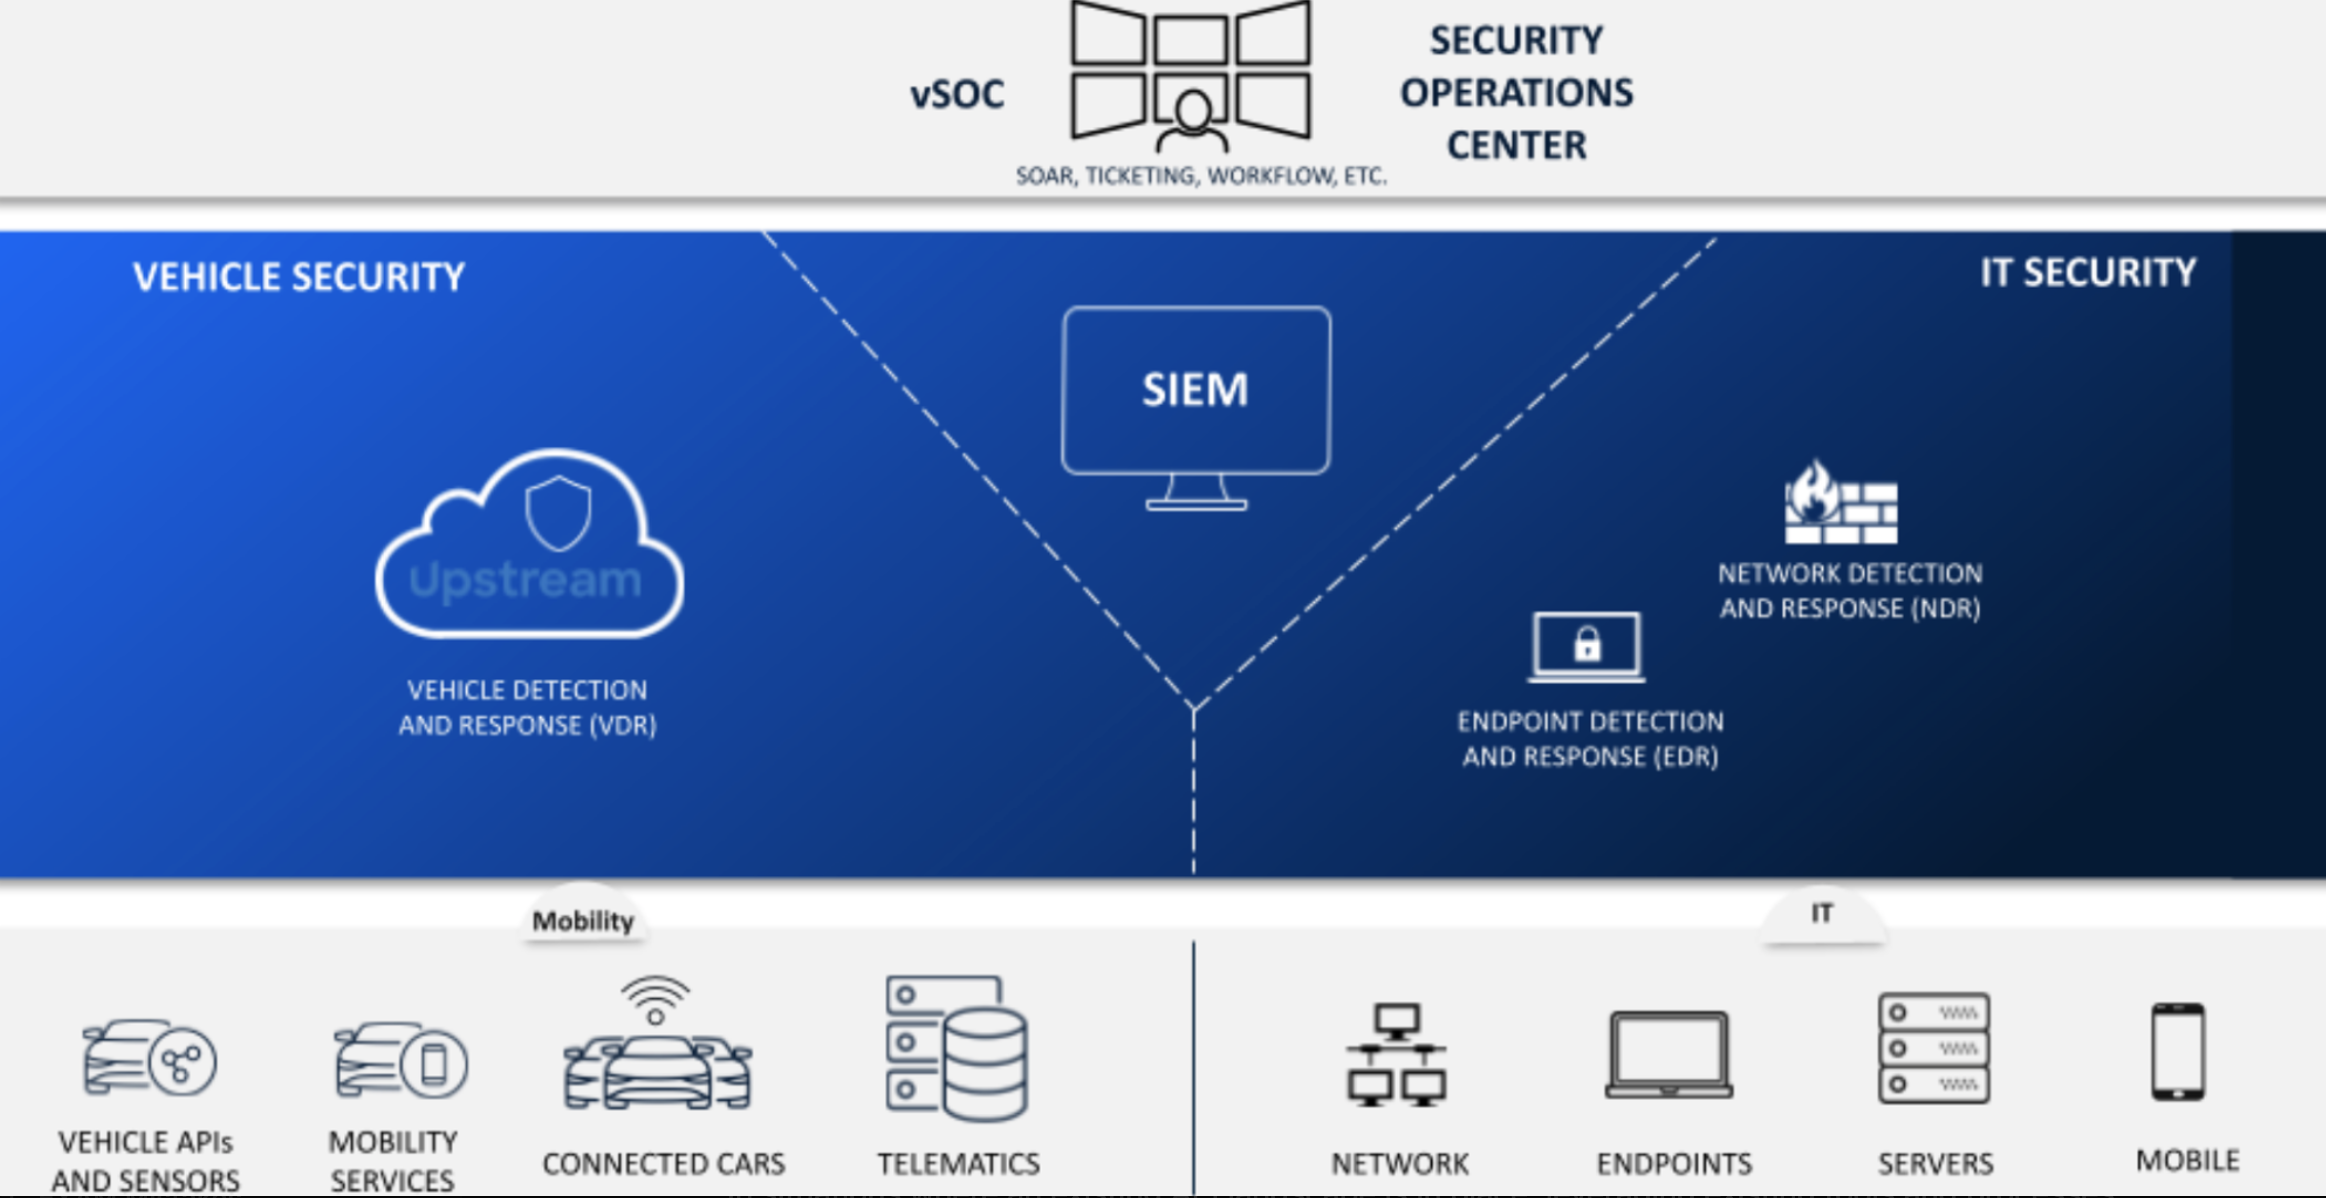 vSOC
SECURITY
OPERATIONS
CENTER
SOAR, TICKETING, WORKFLOW, ETC.
VEHICLE SECURITY
SIEM
IT SECURITY
Upstream
VEHICLE DETECTION
AND RESPONSE (VDR)
NETWORK DETECTION
AND RESPONSE (NDR)
ENDPOINT DETECTION
AND RESPONSE (EDR)
Mobility
IT
VEHICLE APIs
AND SENSORS
MOBILITY
SERVICES
CONNECTED CARS
TELEMATICS
NETWORK
ENDPOINTS
SERVERS
MOBILE